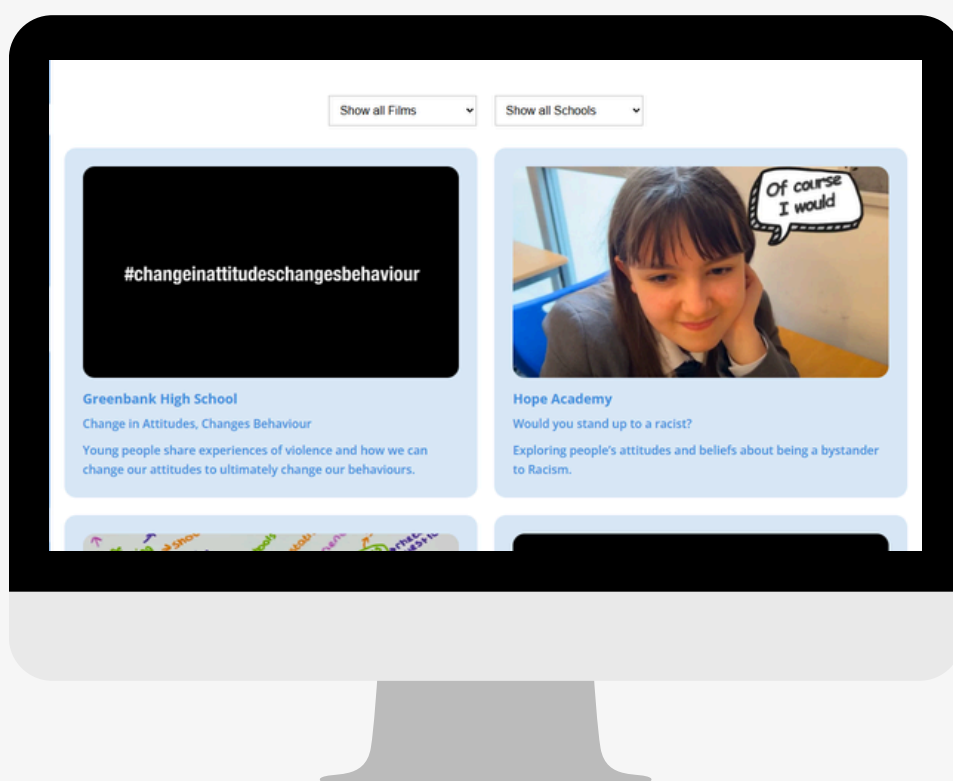 Show all Films
Show all Schools
#changeinattitudeschangesbehaviour
Of course
I would
Greenbank High School
Change in Attitudes, Changes Behaviour
Young people share experiences of violence and how we can
change our attitudes to ultimately change our behaviours.
Hope Academy
Would you stand up to a racist?
Exploring people's attitudes and beliefs about being a bystander
to Racism.